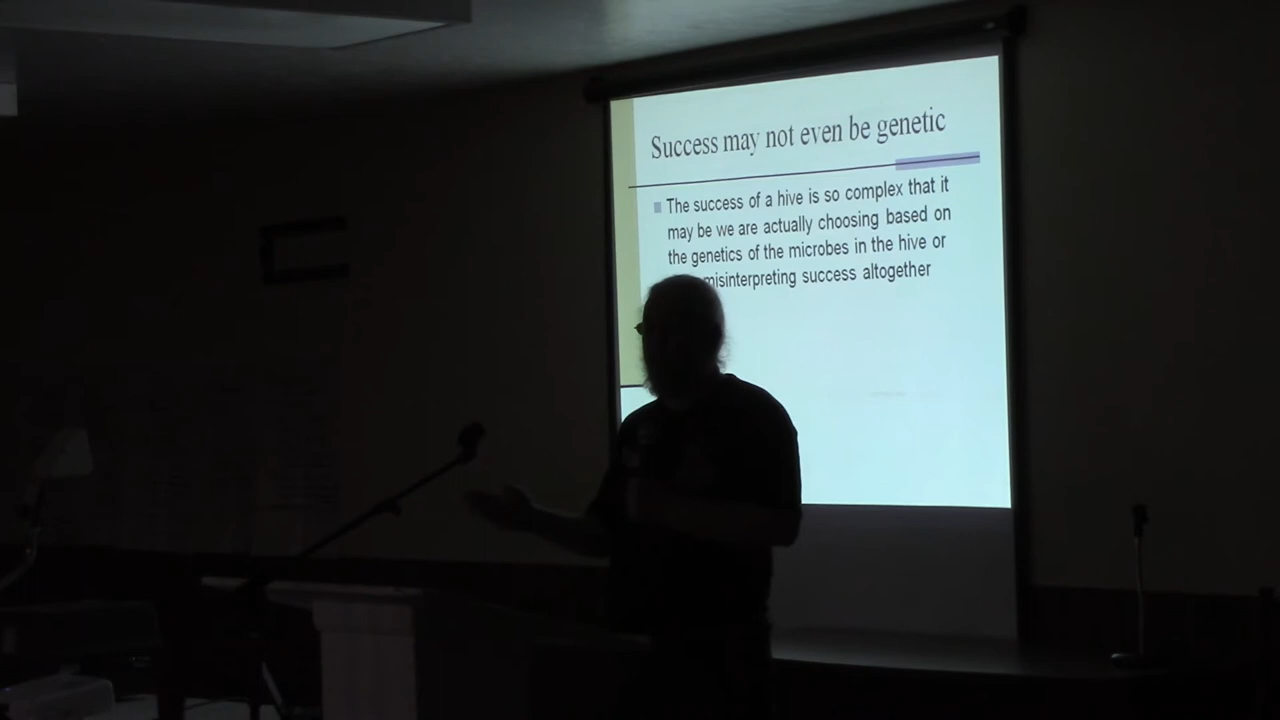 Success may not even be genetic
The success of a hive is so complex that it
may be we are actually choosing based on
the genetics of the microbes in the hive or
misinterpreting success altogether